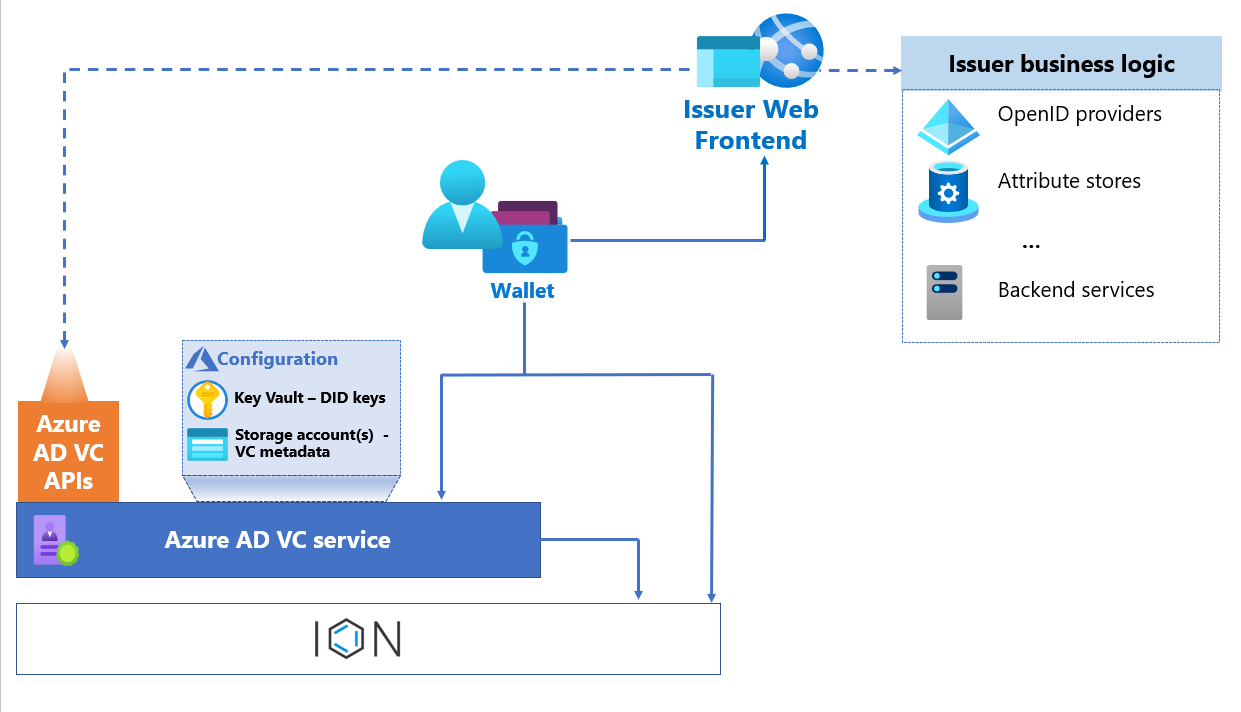 Issuer Web
Frontend
Issuer business logic
OpenID providers
Attribute stores
...
Backend services
Wallet
Configuration
Key Vault – DID keys
Storage account(s)  -
VC metadata
Azure
AD VC
APIs
Azure AD VC service
ION